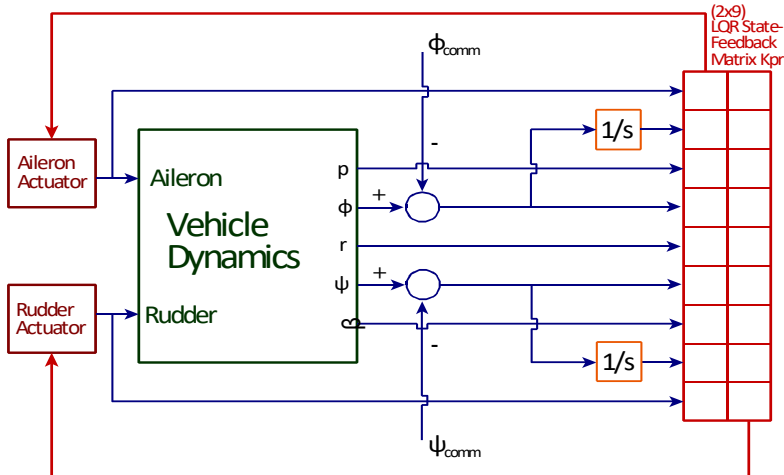 (2x9)
LQR State-
Feedback
Matrix Kpr
ϕcomm
1/s
-
Aileron
Actuator
Aileron
p
+
ϕ
Vehicle
Dynamics
r
ψ
+
Rudder
Actuator
Rudder
β
-
1/s
ψcomm